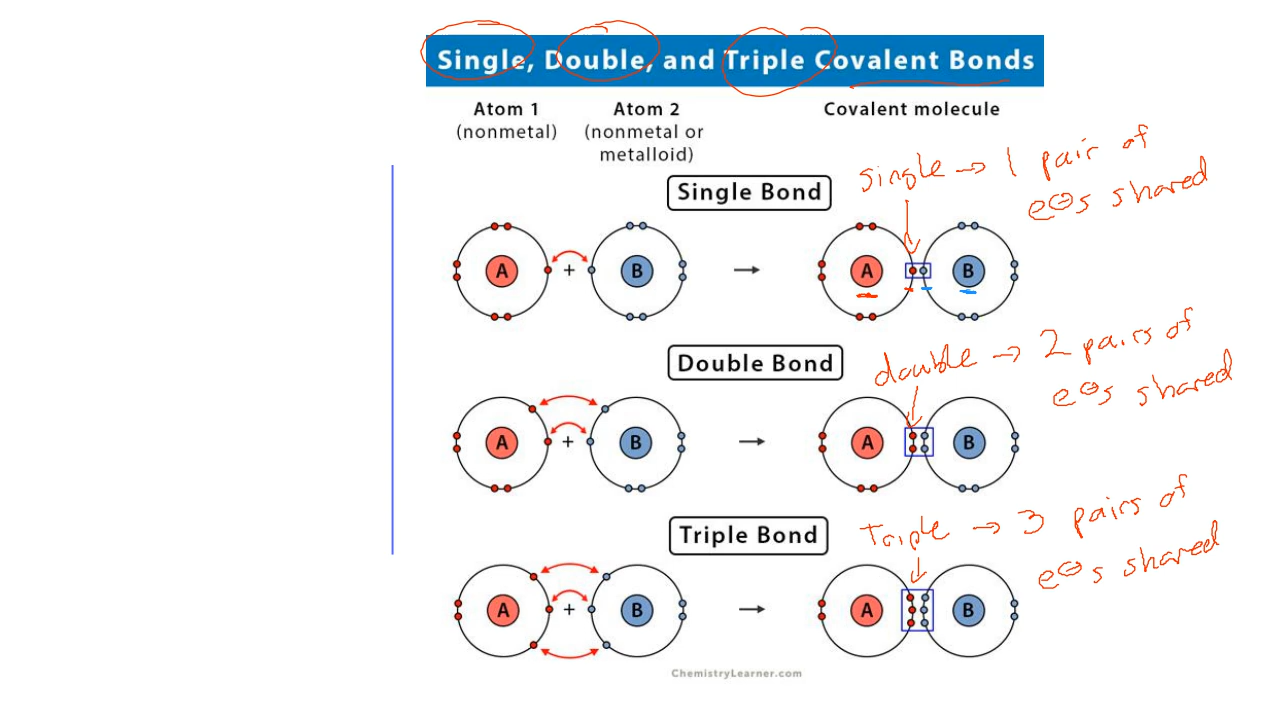 Single, Double, and Triple Covalent Bonds
Atom 1
(nonmetal)
Atom 2
(nonmetal or
metalloid)
Covalent molecule
Single Bond
single → 1 pair of
e⊖s shared
A
+
B
→
A
B
Double Bond
double → 2 pairs of
e⊖s shared
A
+
B
→
A
B
Triple Bond
Triple → 3 pairs of
e⊖s shared
A
+
B
→
A
B
ChemistryLearner.com